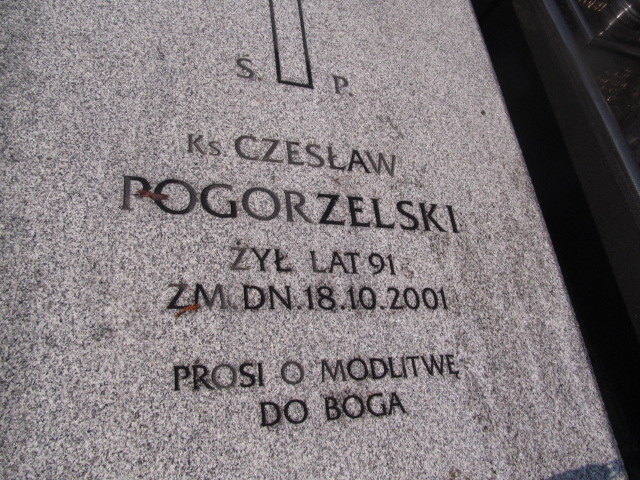 Ś. P.
Ks. CZESŁAW
POGORZELSKI
ŻYŁ LAT 91
ZM. DN. 18.10.2001
PROSI O MODLITWĘ
DO BOGA